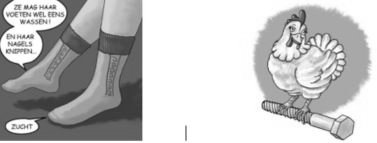 ZE MAG HAAR
VOETEN WEL EENS
WASSEN!
EN HAAR
NAGELS
KNIPPEN...
ZUCHT